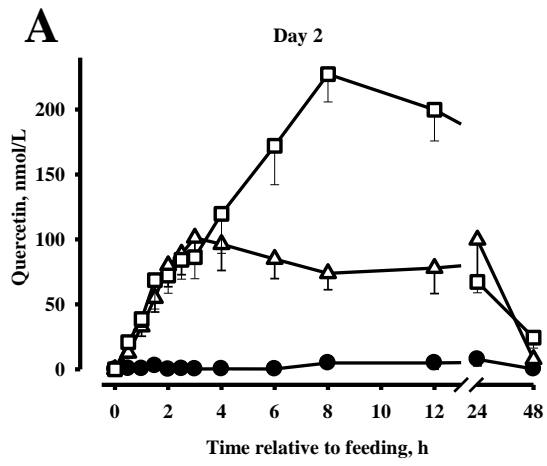 A
Day 2
Quercetin, nmol/L
200
150
100
50
0
0 2 4 6 8 10 12 24 48
Time relative to feeding, h